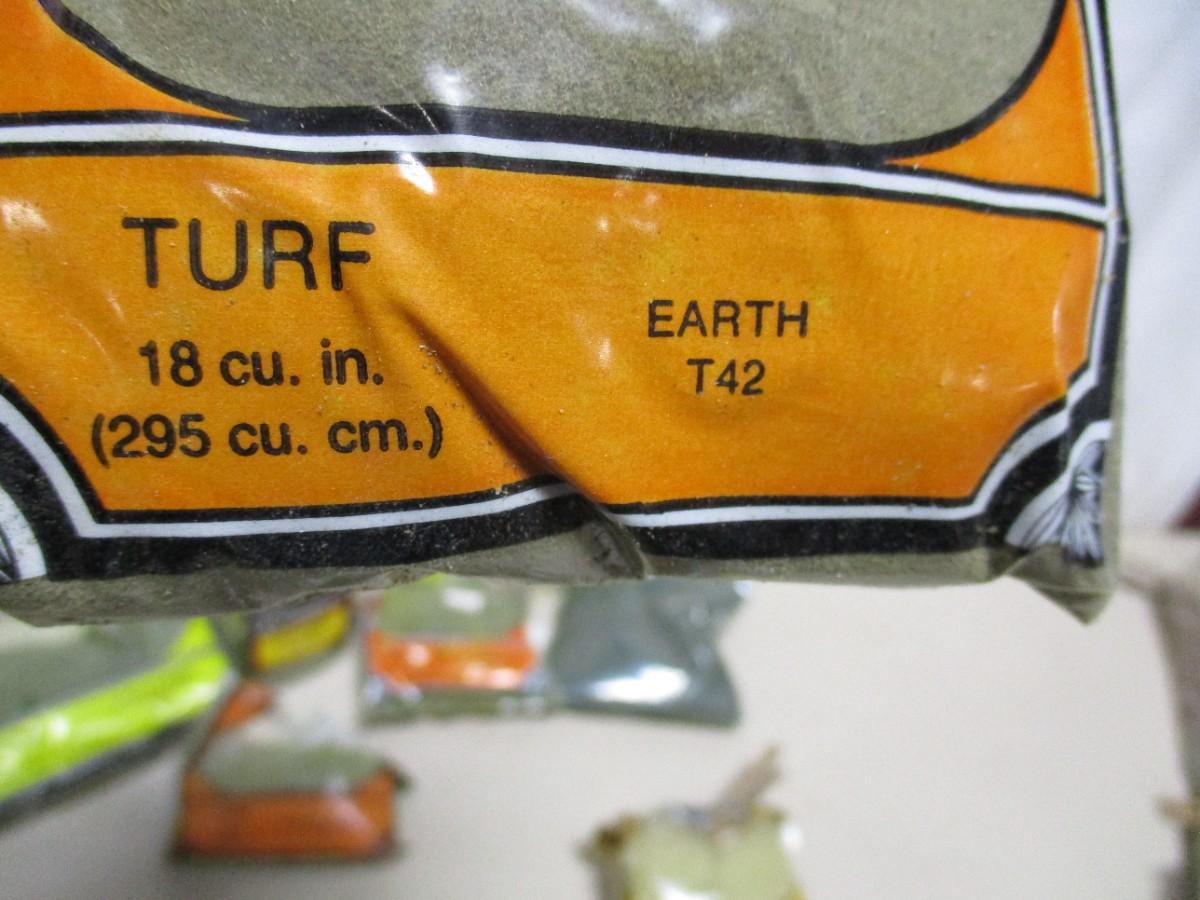 TURF
18 cu. in.
(295 cu. cm.)
EARTH
T42